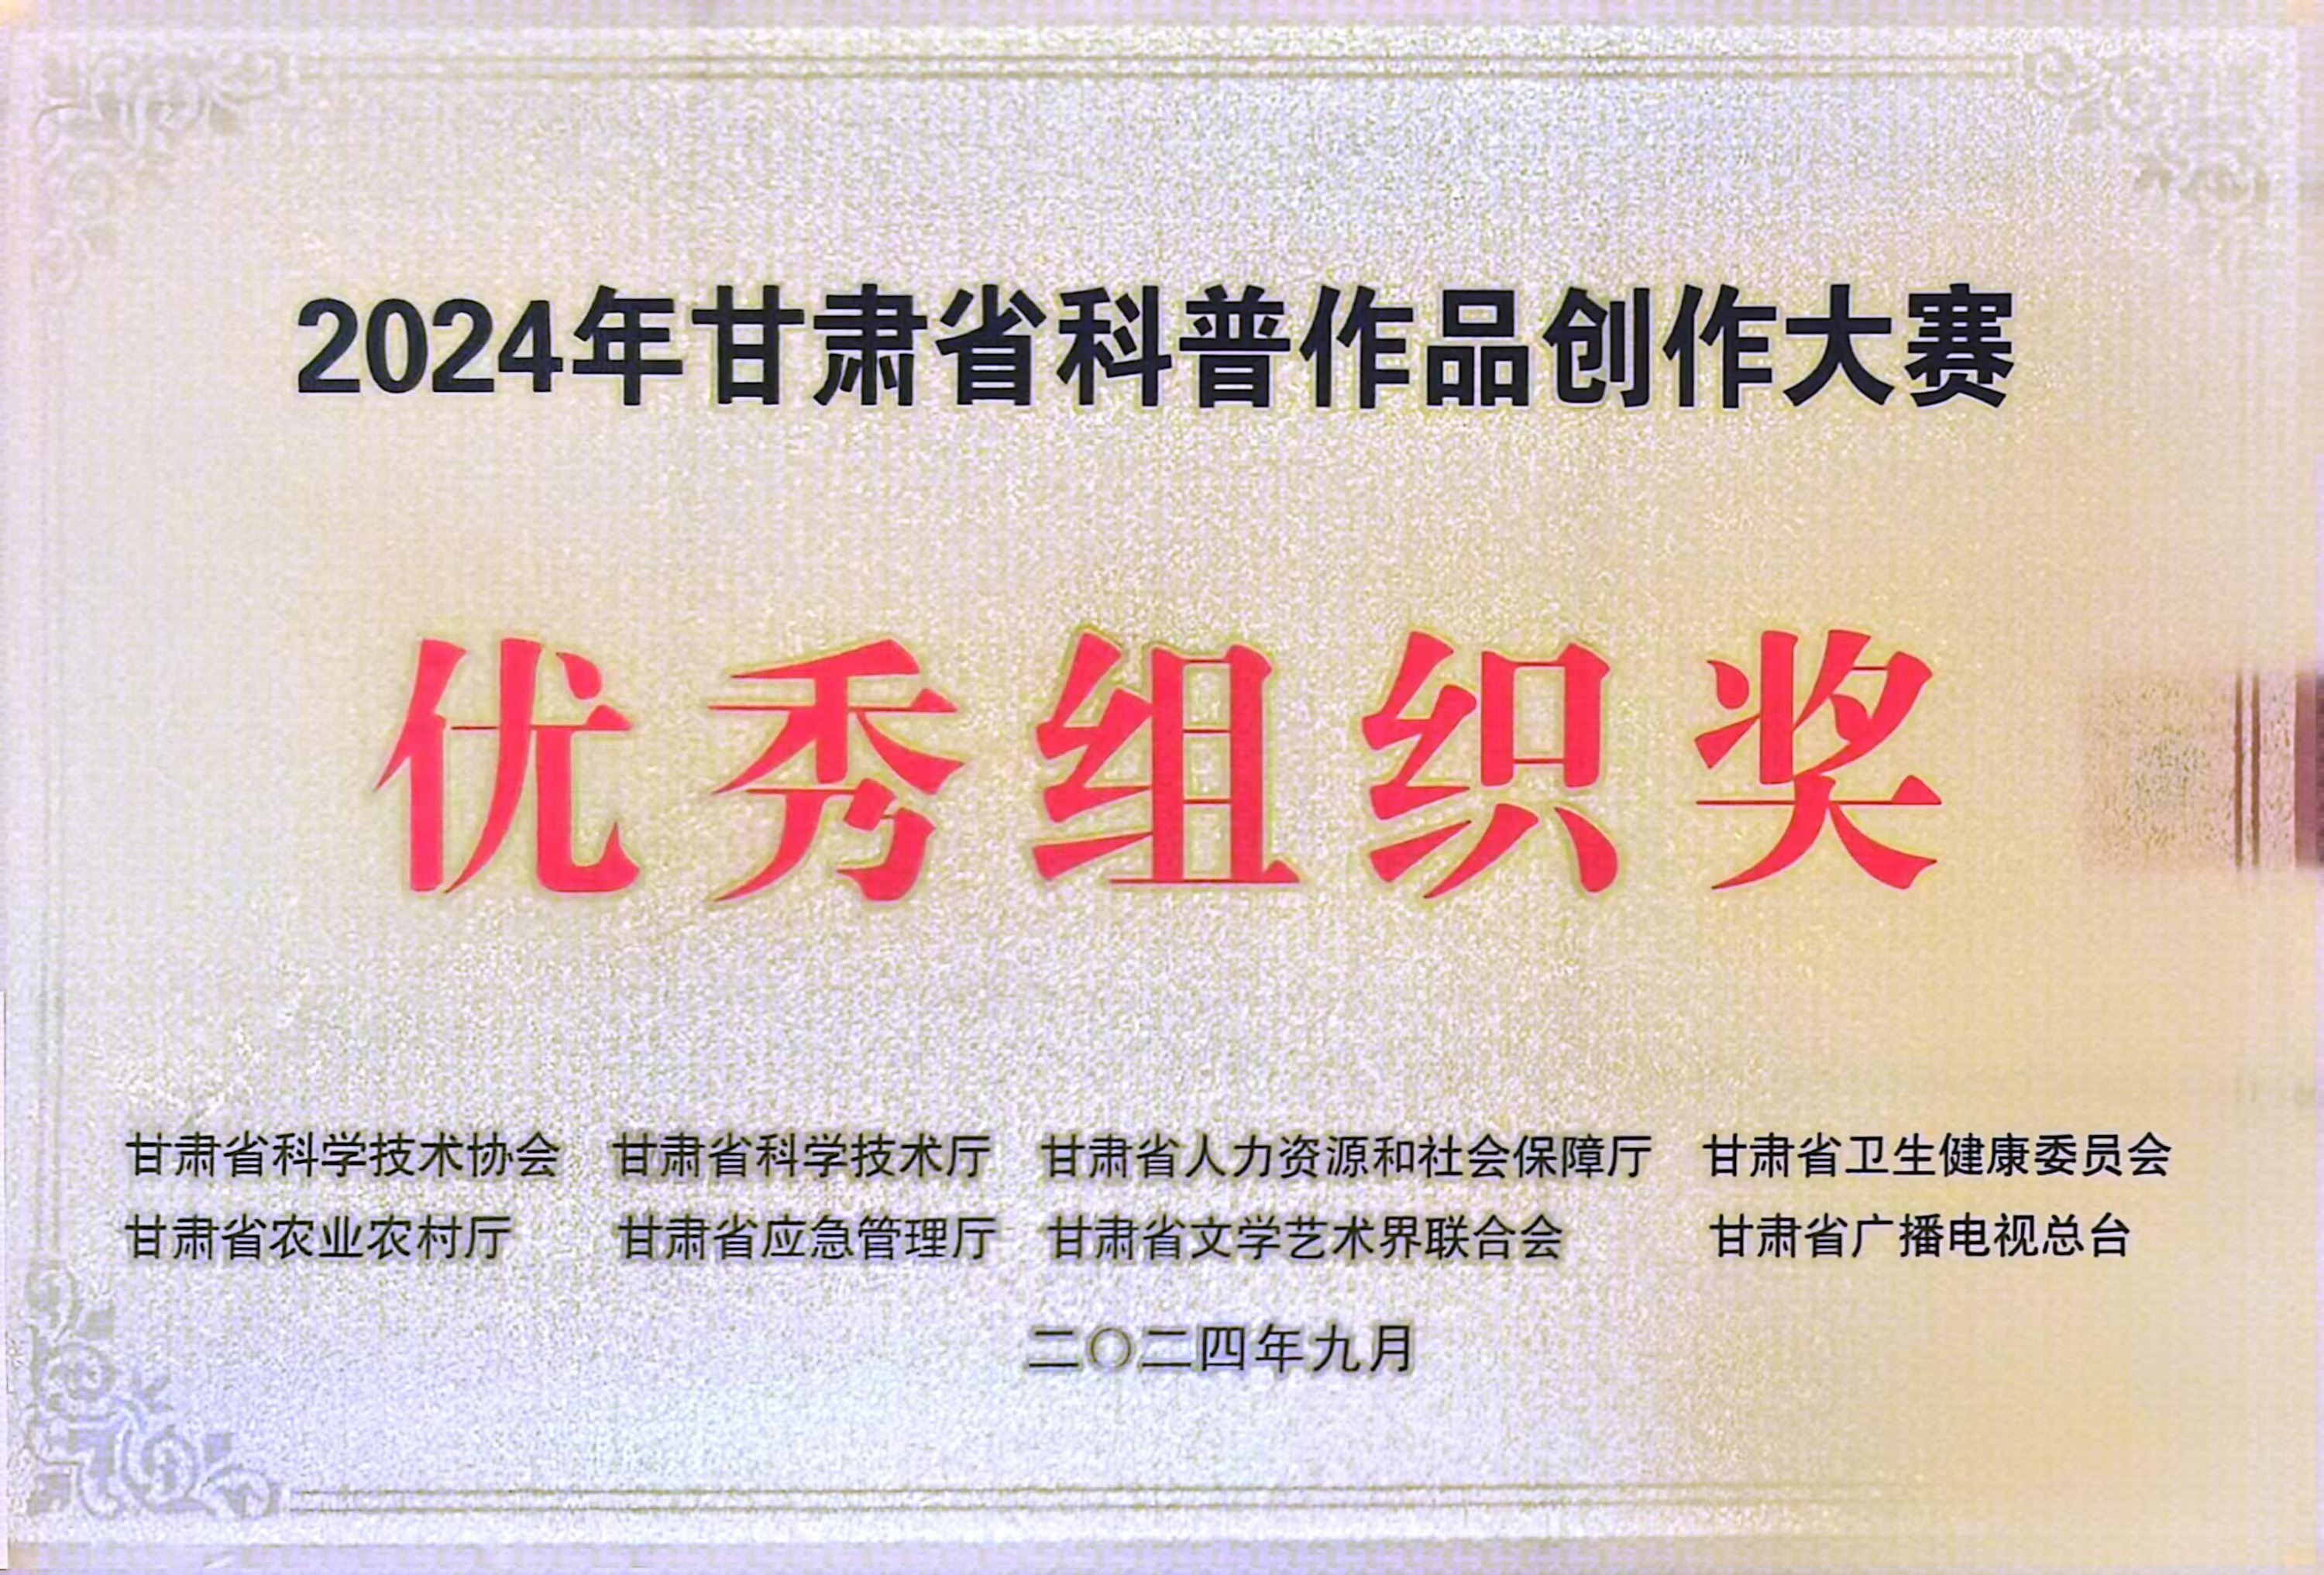 2024年甘肃省科普作品创作大赛
优秀组织奖
甘肃省科学技术协会 甘肃省科学技术厅 甘肃省人力资源和社会保障厅 甘肃省卫生健康委员会
甘肃省农业农村厅 甘肃省应急管理厅 甘肃省文学艺术界联合会 甘肃省广播电视总台
二〇二四年九月